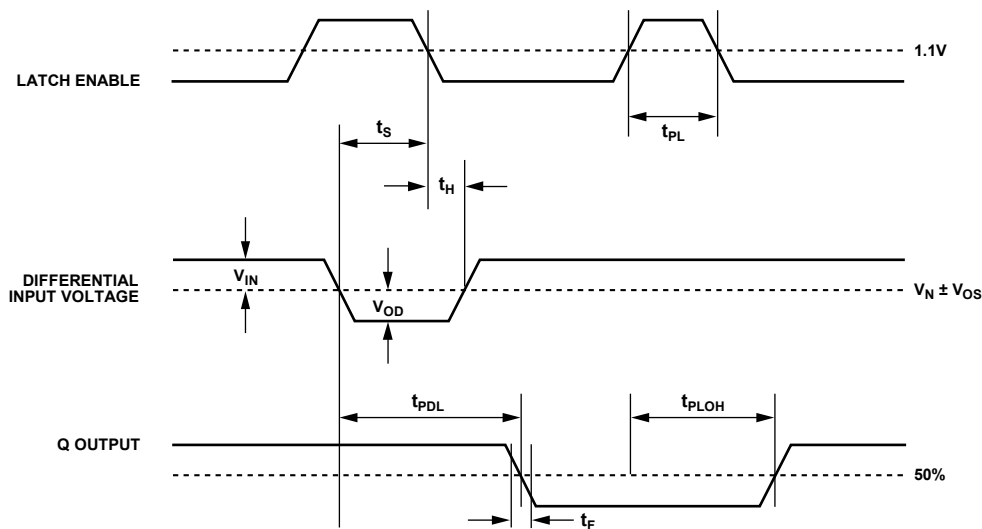 1.1V
LATCH ENABLE
tS
tPL
tH
VIN
DIFFERENTIAL
INPUT VOLTAGE
VOD
VN ± VOS
tPDL
tPLOH
Q OUTPUT
50%
tF